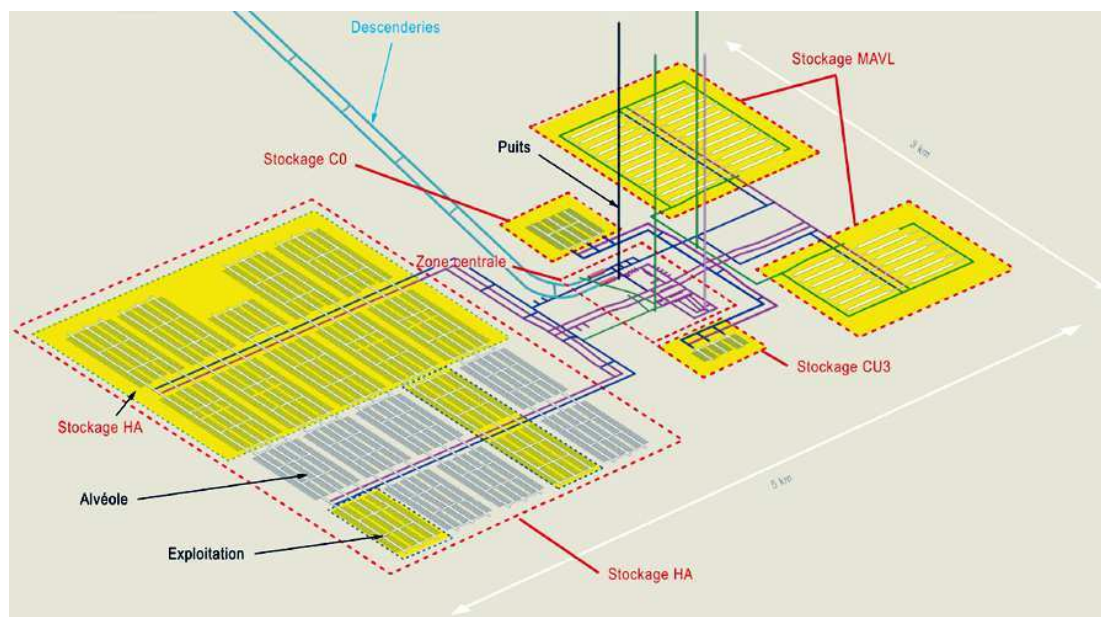 Descenderies
Stockage MAVL
Puits
Stockage C0
3 km
Zone centrale
Stockage CU3
Stockage HA
Alvéole
5 km
Exploitation
Stockage HA